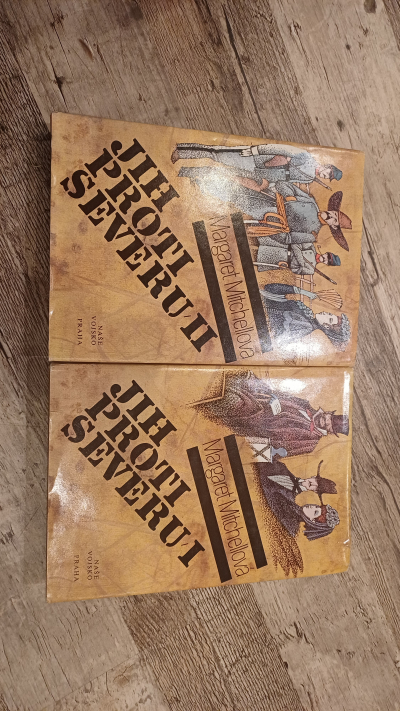 JIH
PROTI
SEVERU/II
Margaret Mitchellová
NAŠE
VOJSKO
PRAHA
JIH
PROTI
SEVERU I
Margaret Mitchellová
NAŠE
VOJSKO
PRAHA